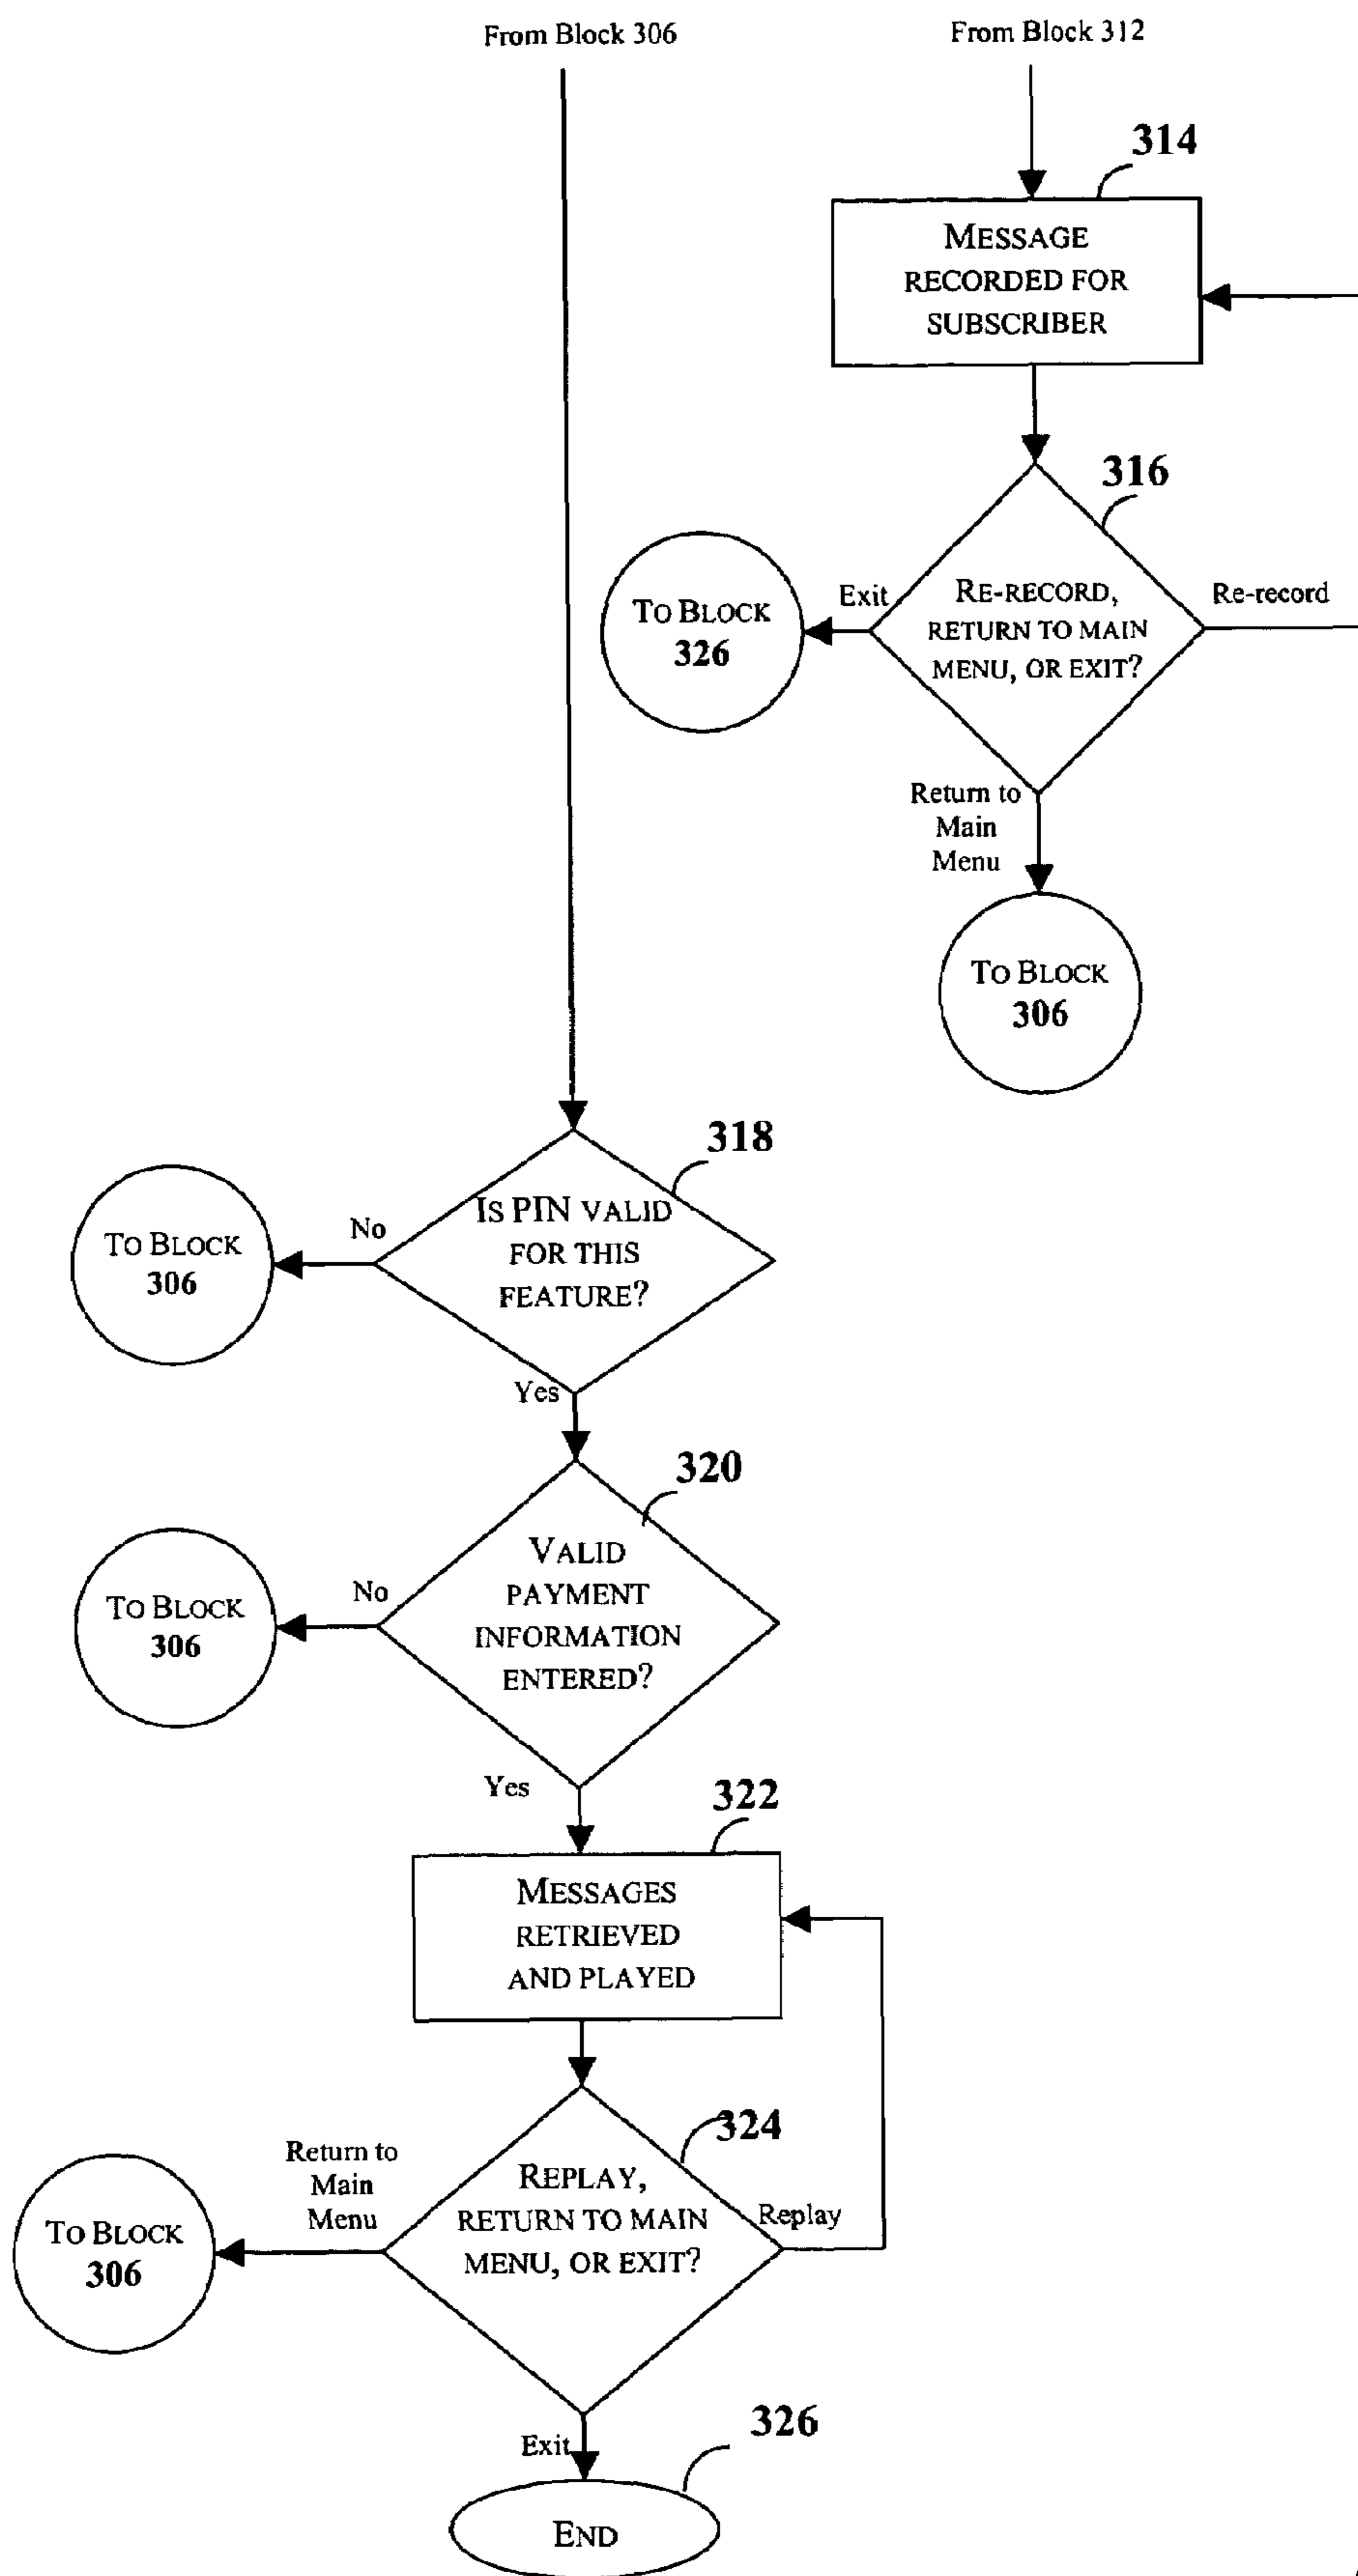 From Block 306
From Block 312
314
MESSAGE
RECORDED FOR
SUBSCRIBER
316
RE-RECORD,
RETURN TO MAIN
MENU, OR EXIT?
Exit
Re-record
TO BLOCK
326
Return to
Main
Menu
TO BLOCK
306
318
IS PIN VALID
FOR THIS
FEATURE?
No
TO BLOCK
306
Yes
320
VALID
PAYMENT
INFORMATION
ENTERED?
No
TO BLOCK
306
Yes
322
MESSAGES
RETRIEVED
AND PLAYED
324
REPLAY,
RETURN TO MAIN
MENU, OR EXIT?
Return to
Main
Menu
Replay
TO BLOCK
306
Exit
326
END